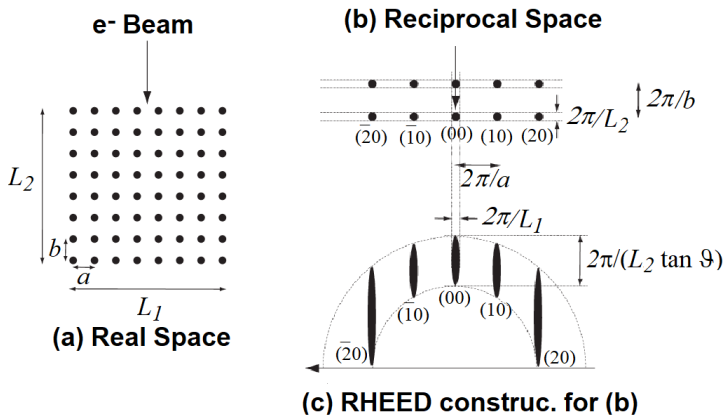 e- Beam
L2
b
a
L1
(a) Real Space
(b) Reciprocal Space
2π/b
2π/L2
(2̅0) (1̅0) (00) (10) (20)
2π/a
2π/L1
2π/(L2 tan ϑ)
(00)
(1̅0) (10)
(2̅0) (20)
(c) RHEED construc. for (b)